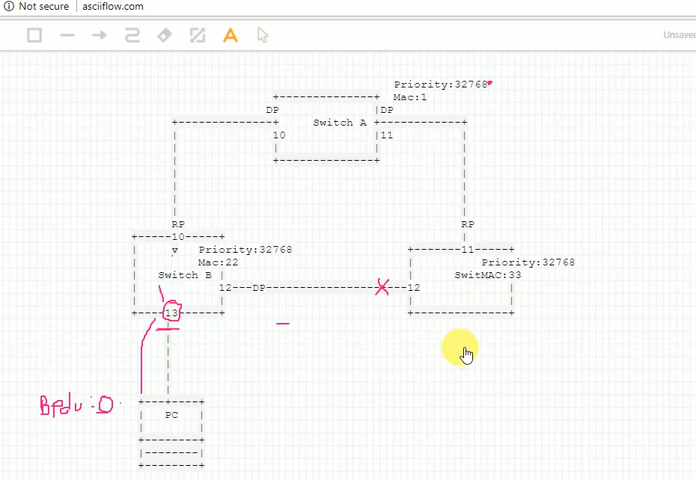 Not secure | asciiflow.com
Unsaved
Priority:32768
Mac:1
DP
DP
Switch A
10
11
RP
RP
10
11
v
Priority:32768
Mac:22
Priority:32768
Switch B
SwitMAC:33
12
DP
X
12
13
Bpdu :0
PC